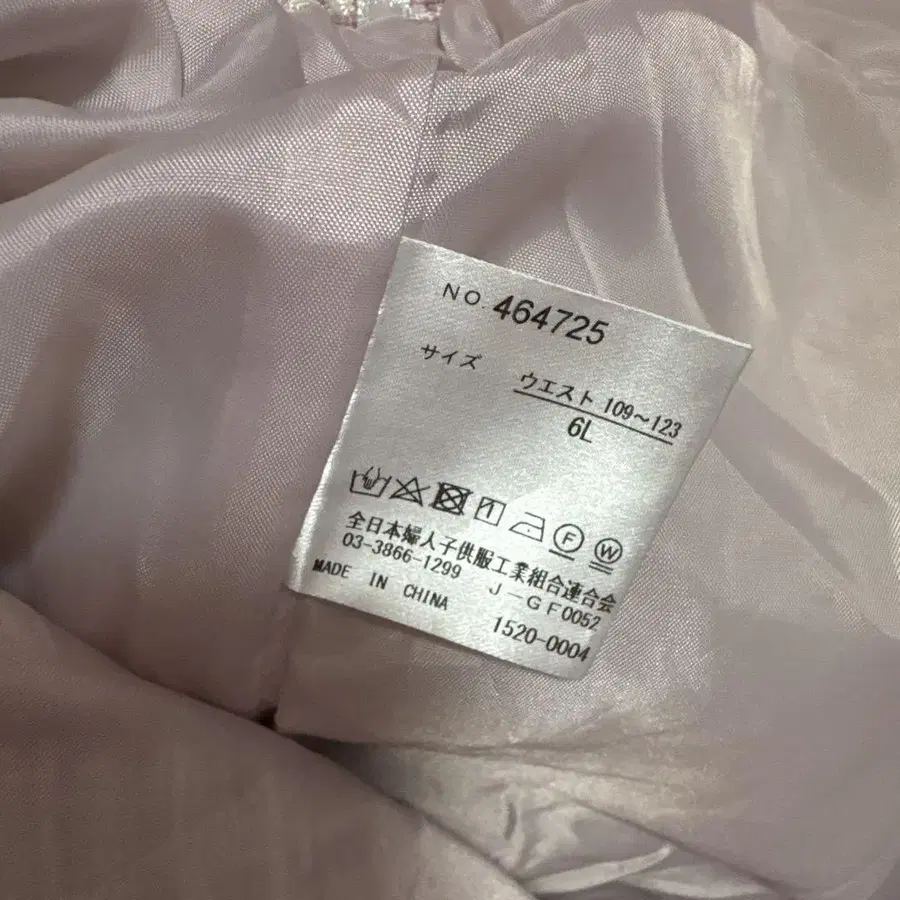 NO. 464725
サイズ
ウエスト 109～123
6L
F W
全日本婦人子供服工業組合連合会
03-3866-1299 J-GF0052
MADE IN CHINA 1520-0004